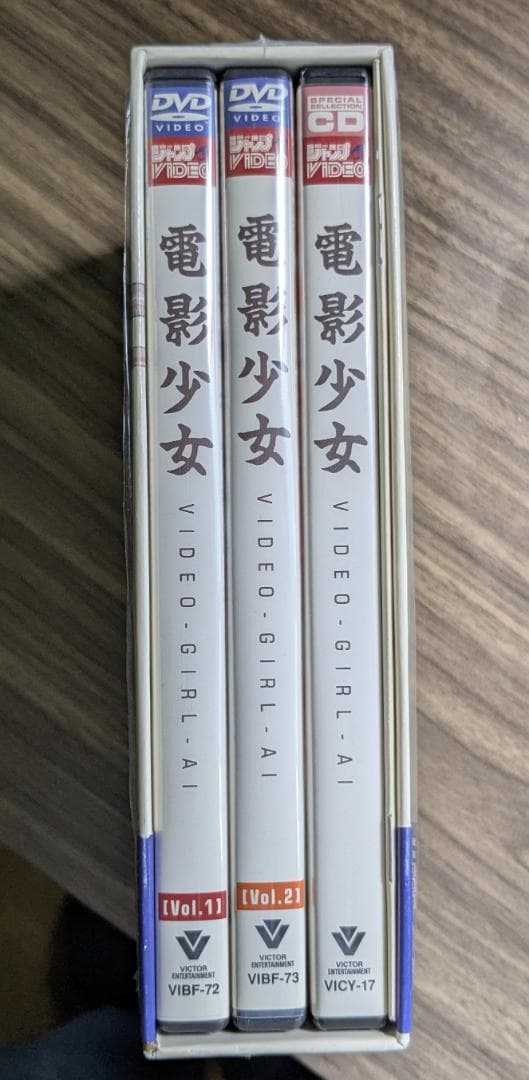 DVD
VIDEO
ジャンプ
VIDEO
電影少女
VIDEO-GIRL-AI
[Vol.1]
VICTOR
ENTERTAINMENT
VIBF-72
DVD
VIDEO
ジャンプ
VIDEO
電影少女
VIDEO-GIRL-AI
[Vol.2]
VICTOR
ENTERTAINMENT
VIBF-73
SPECIAL
SELLECTION
CD
ジャンプ
VIDEO
電影少女
VIDEO-GIRL-AI
VICTOR
ENTERTAINMENT
VICY-17